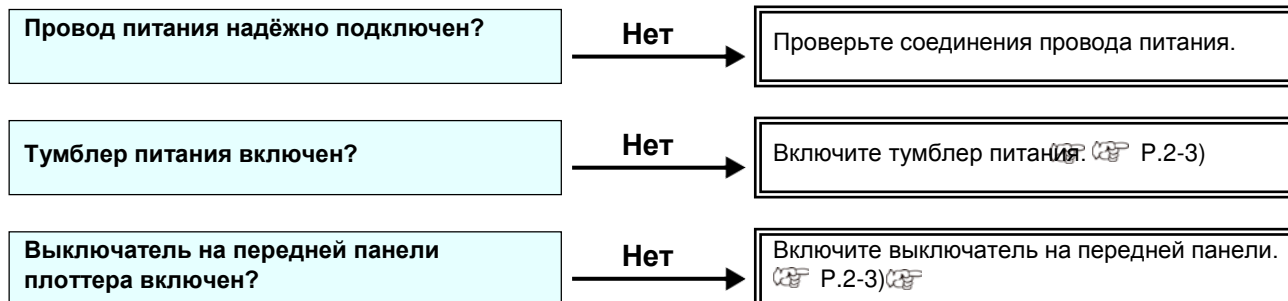 Провод питания надёжно подключен?
Нет
Проверьте соединения провода питания.
Тумблер питания включен?
Нет
Включите тумблер питания. P.2-3)
Выключатель на передней панели
плоттера включен?
Нет
Включите выключатель на передней панели.
P.2-3)